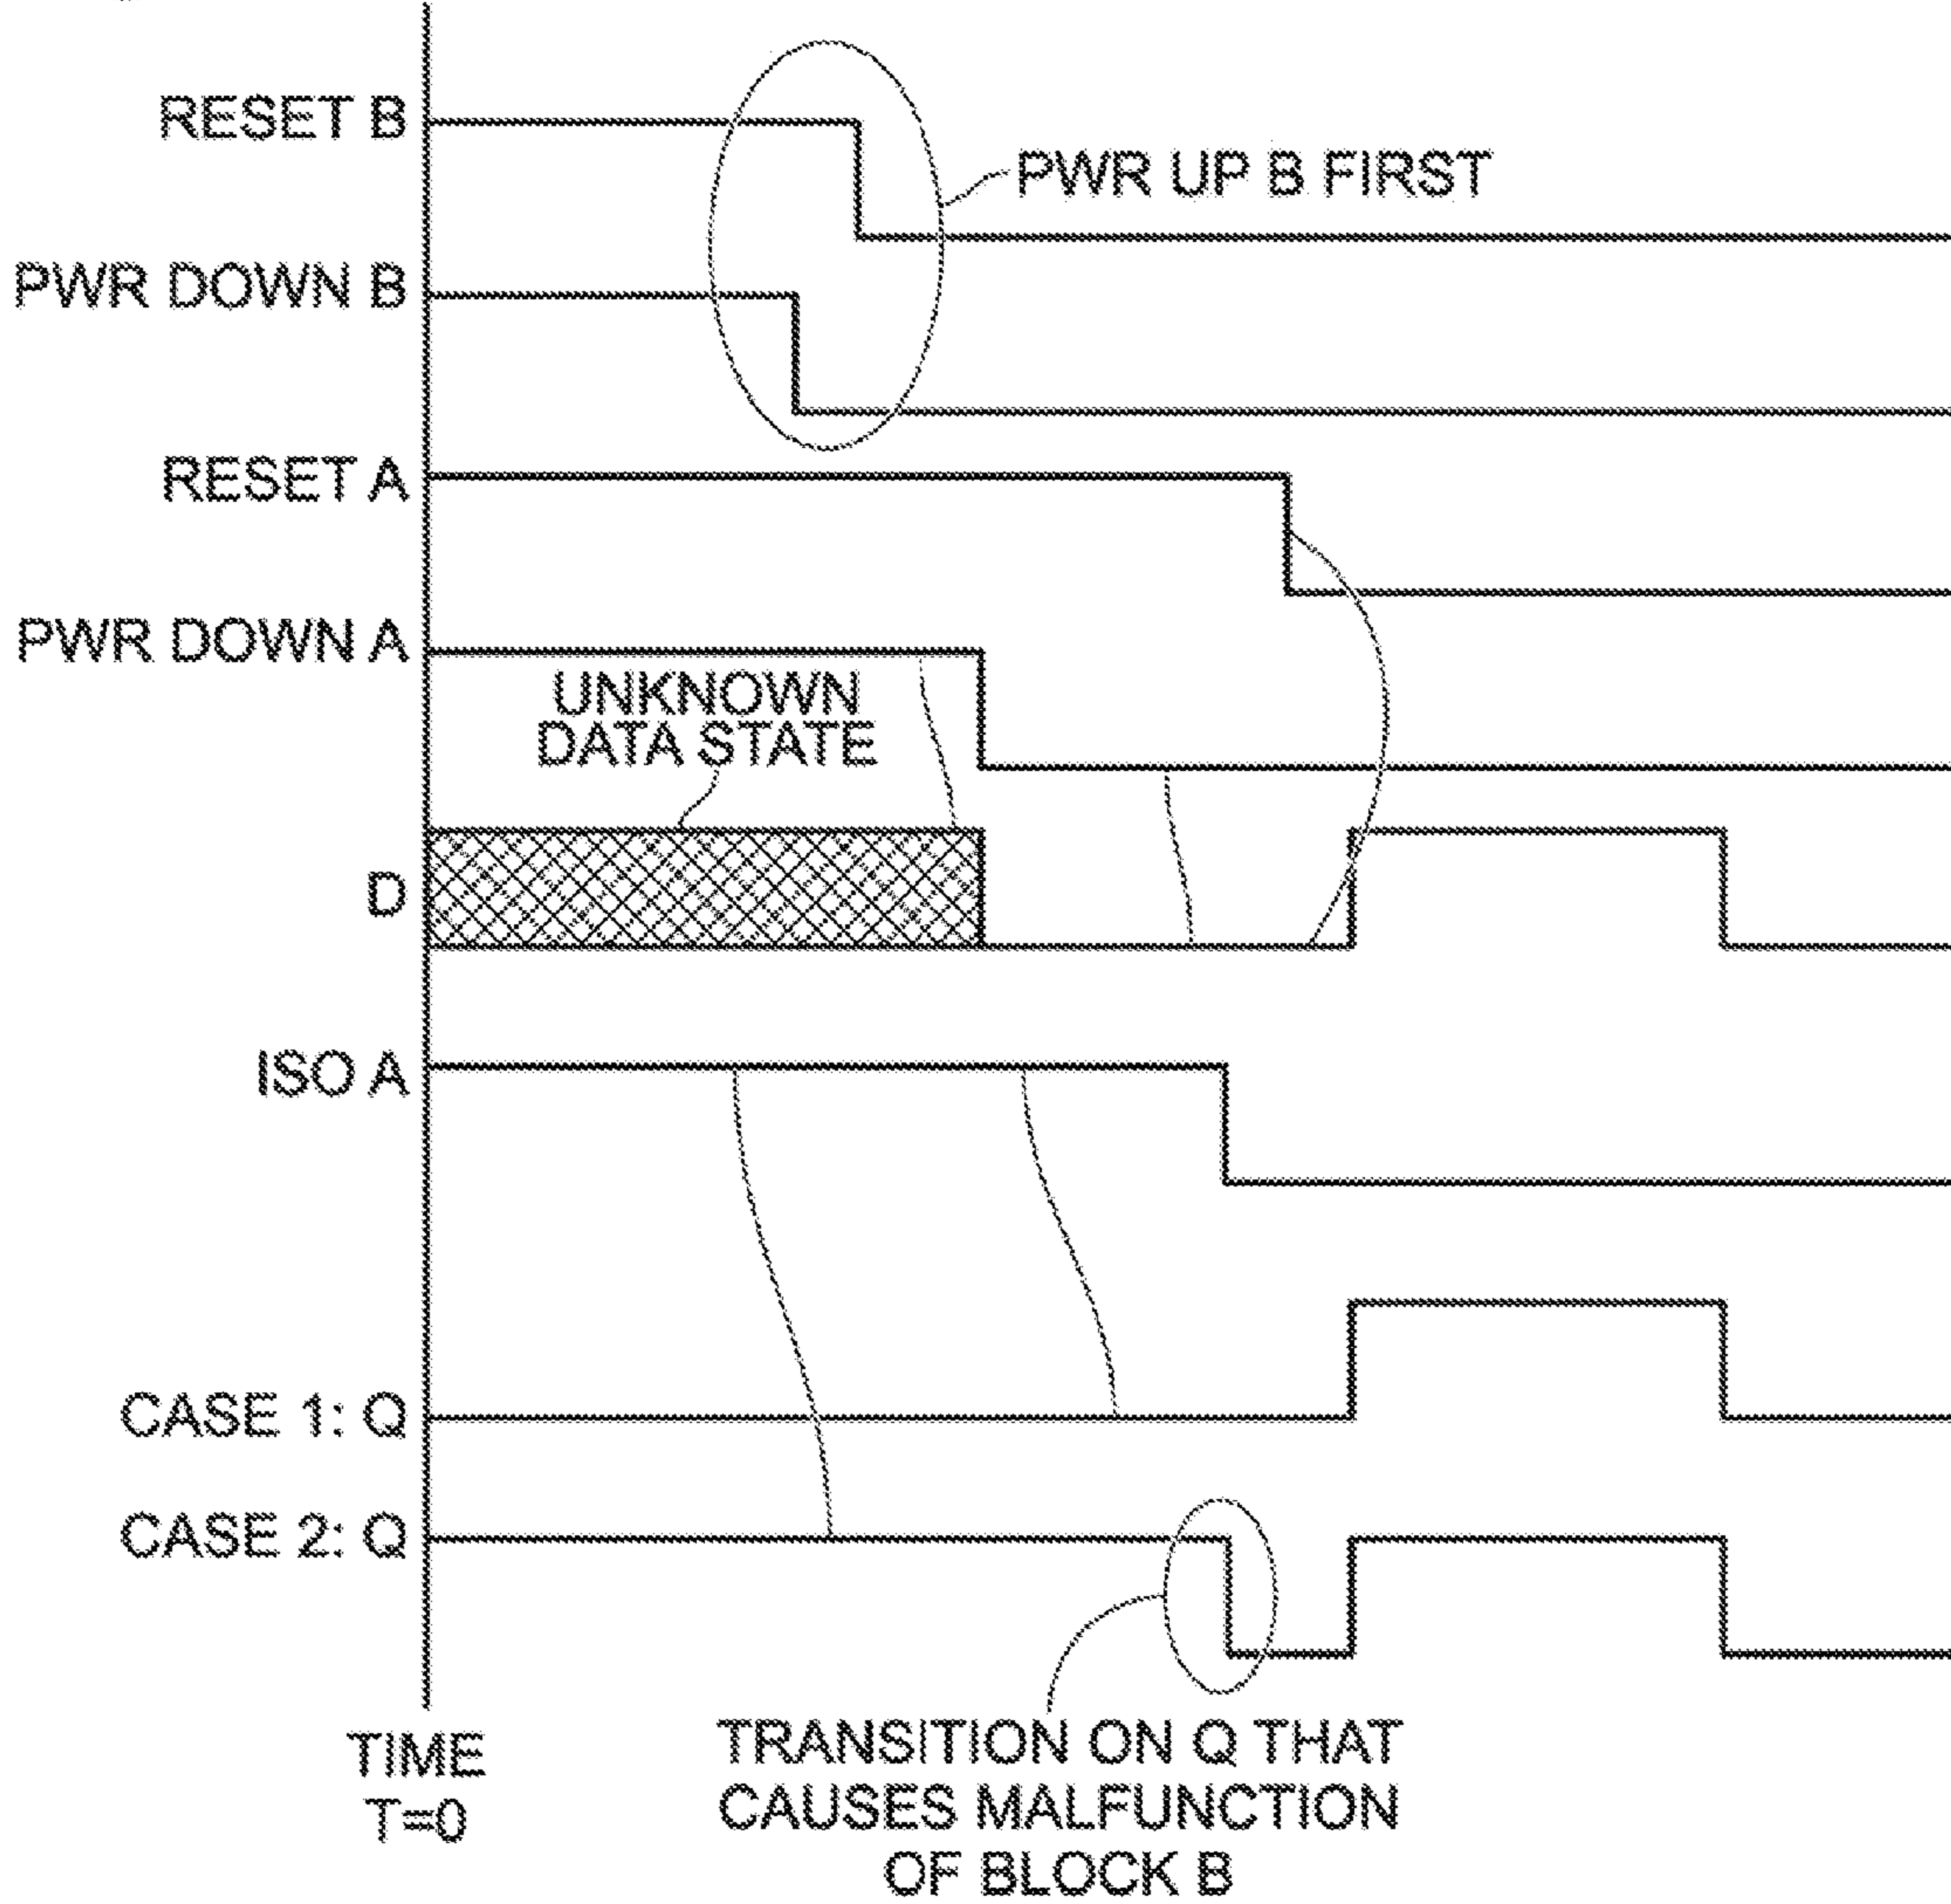 RESET B
PWR UP B FIRST
PWR DOWN B
RESET A
PWR DOWN A
UNKNOWN
DATA STATE
D
ISO A
CASE 1: Q
CASE 2: Q
TIME
T=0
TRANSITION ON Q THAT
CAUSES MALFUNCTION
OF BLOCK B